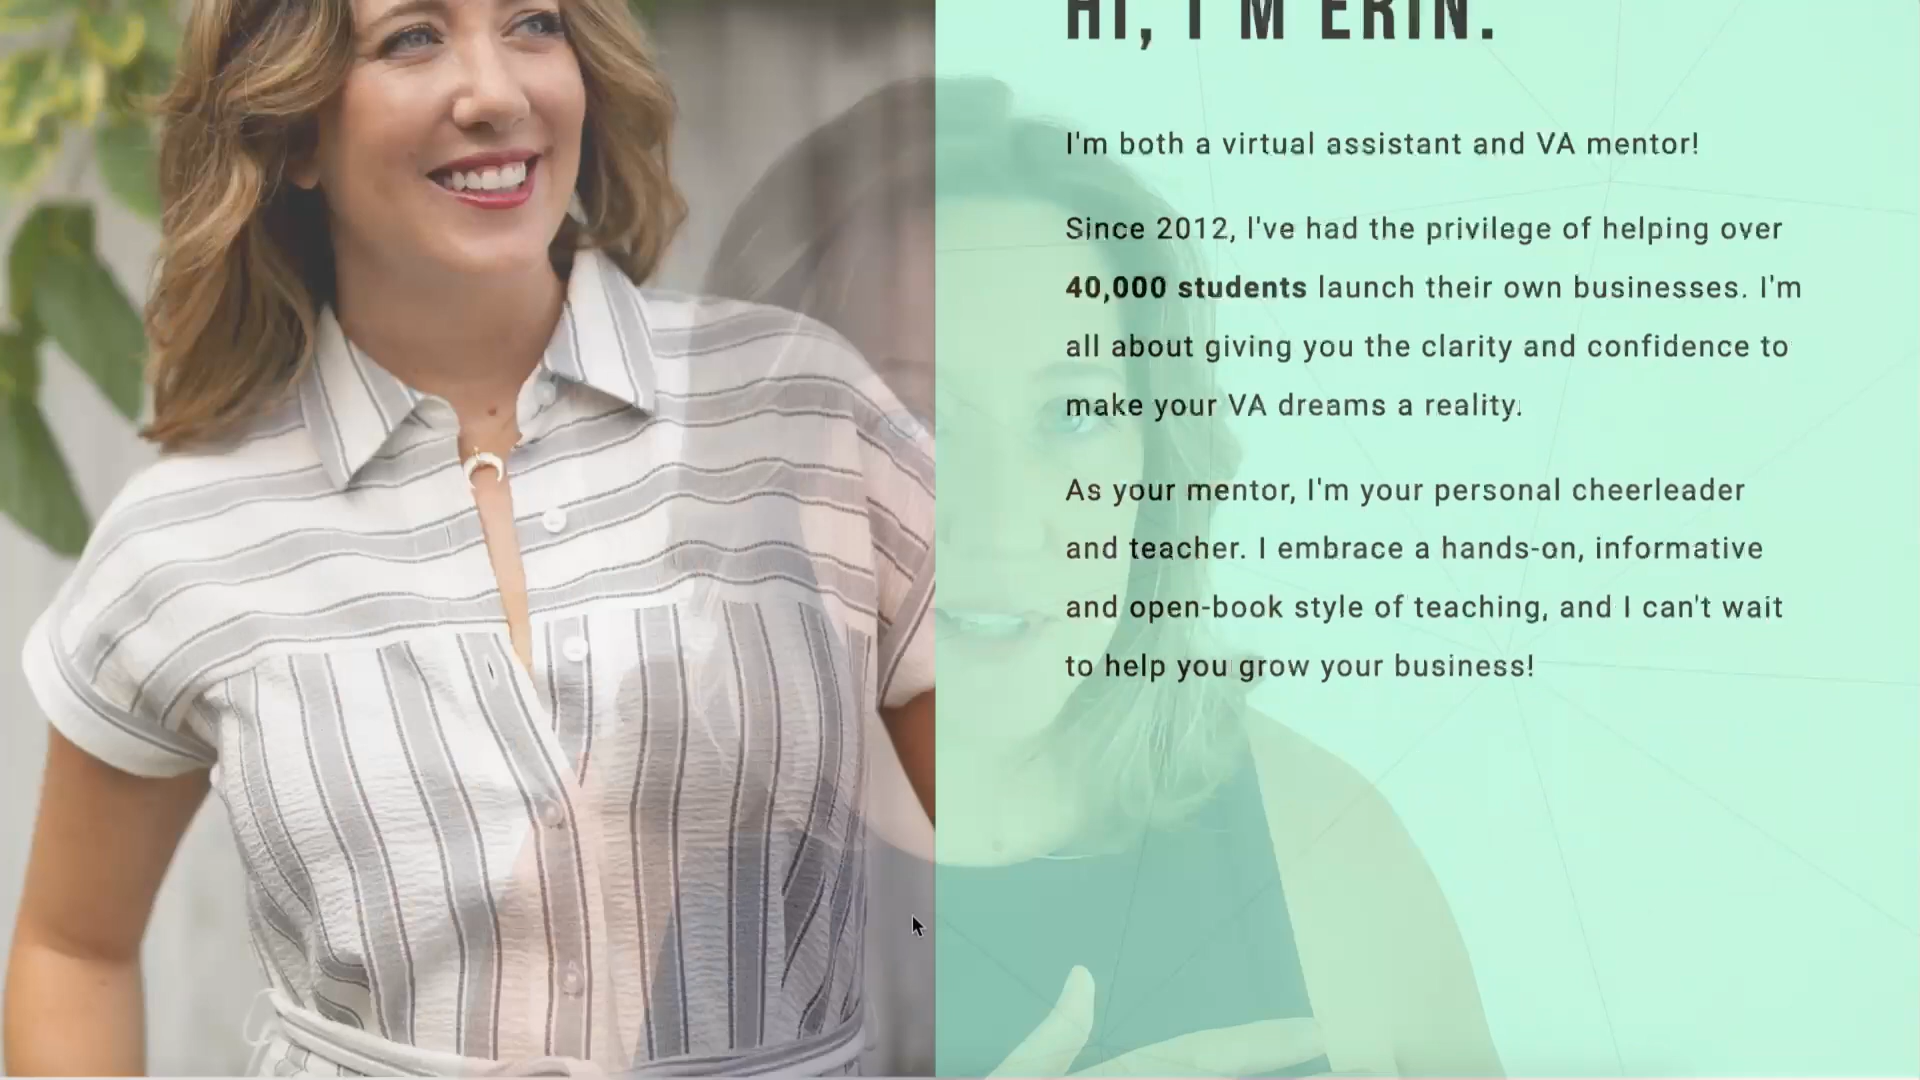 HI, I'M ERIN.
I'm both a virtual assistant and VA mentor!
Since 2012, I've had the privilege of helping over
40,000 students launch their own businesses. I'm
all about giving you the clarity and confidence to
make your VA dreams a reality.
As your mentor, I'm your personal cheerleader
and teacher. I embrace a hands-on, informative
and open-book style of teaching, and I can't wait
to help you grow your business!